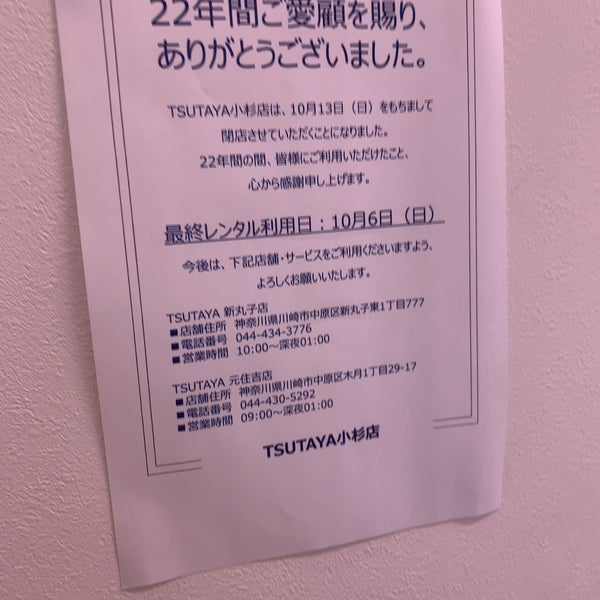 22年間ご愛顧を賜り、
ありがとうございました。
TSUTAYA小杉店は、10月13日（日）をもちまして
閉店させていただくことになりました。
22年間の間、皆様にご利用いただけたこと、
心から感謝申し上げます。
最終レンタル利用日：10月6日（日）
今後は、下記店舗・サービスをご利用くださいますよう、
よろしくお願いいたします。
TSUTAYA 新丸子店
■店舗住所 神奈川県川崎市中原区新丸子東1丁目777
■電話番号 044-434-3776
■営業時間 10:00～深夜01:00
TSUTAYA 元住吉店
■店舗住所 神奈川県川崎市中原区木月1丁目29-17
■電話番号 044-430-5292
■営業時間 09:00～深夜01:00
TSUTAYA小杉店